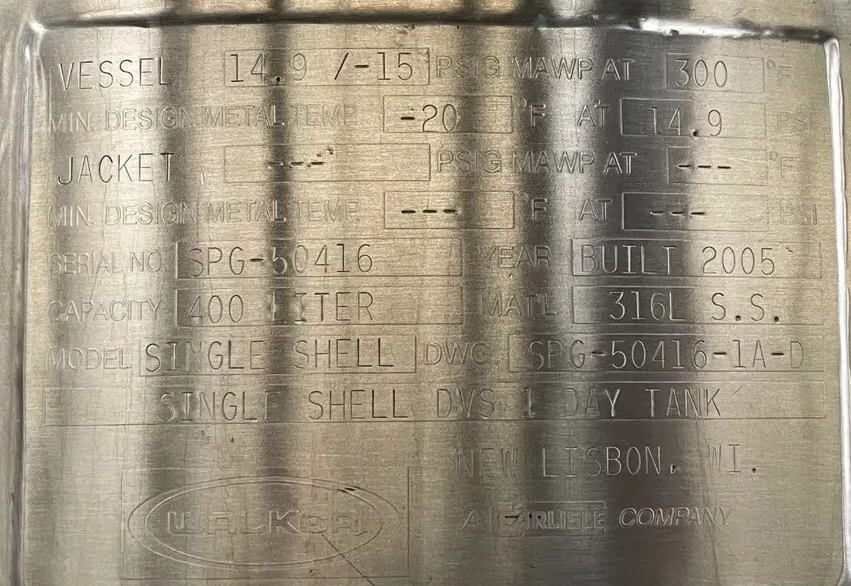 VESSEL 14.9 /-15 PSIG MAWP AT 300 °F
MIN. DESIGN METAL TEMP. -20 °F AT 14.9 PSI
JACKET --- PSIG MAWP AT --- °F
MIN. DESIGN METAL TEMP. --- °F AT --- PSI
SERIAL NO. SPG-50416 YEAR BUILT 2005
CAPACITY 400 LITER MAT'L 316L S.S.
MODEL SINGLE SHELL DWG. SPG-50416-1A-D
SINGLE SHELL DVS 1 DAY TANK
NEW LISBON, WI.
WALKER A CARLISLE COMPANY